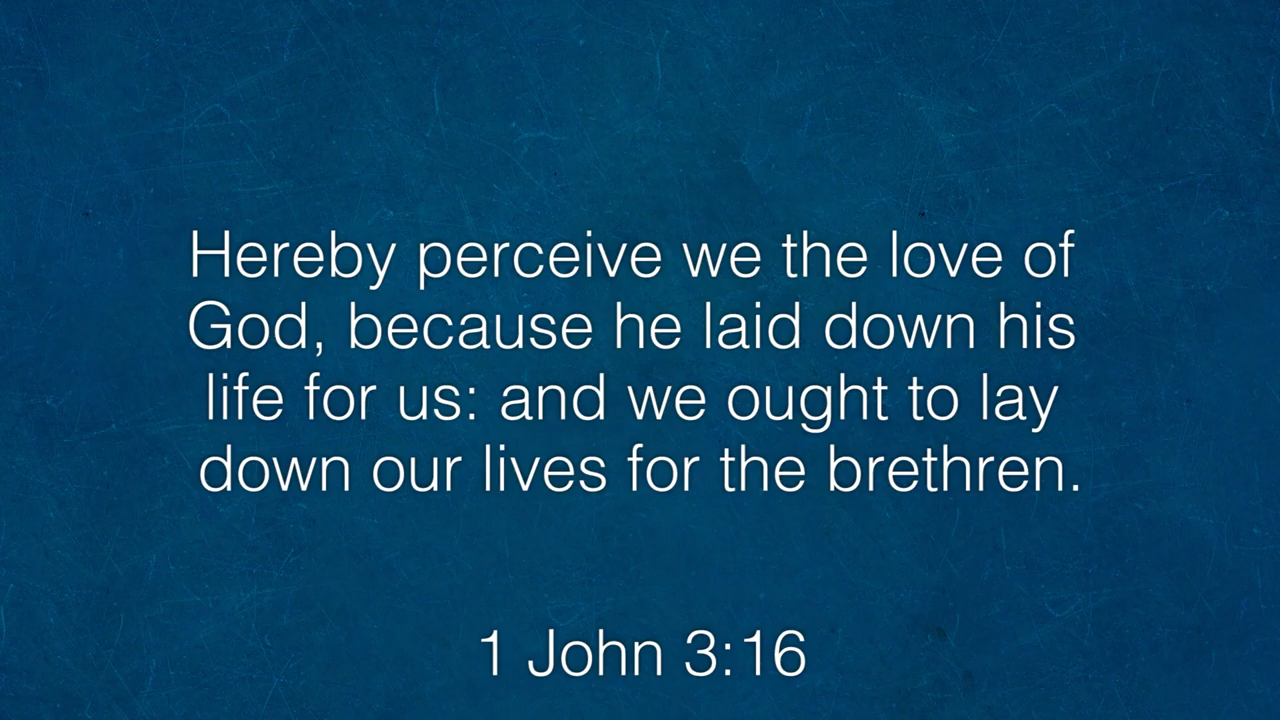 Hereby perceive we the love of
God, because he laid down his
life for us: and we ought to lay
down our lives for the brethren.
1 John 3:16